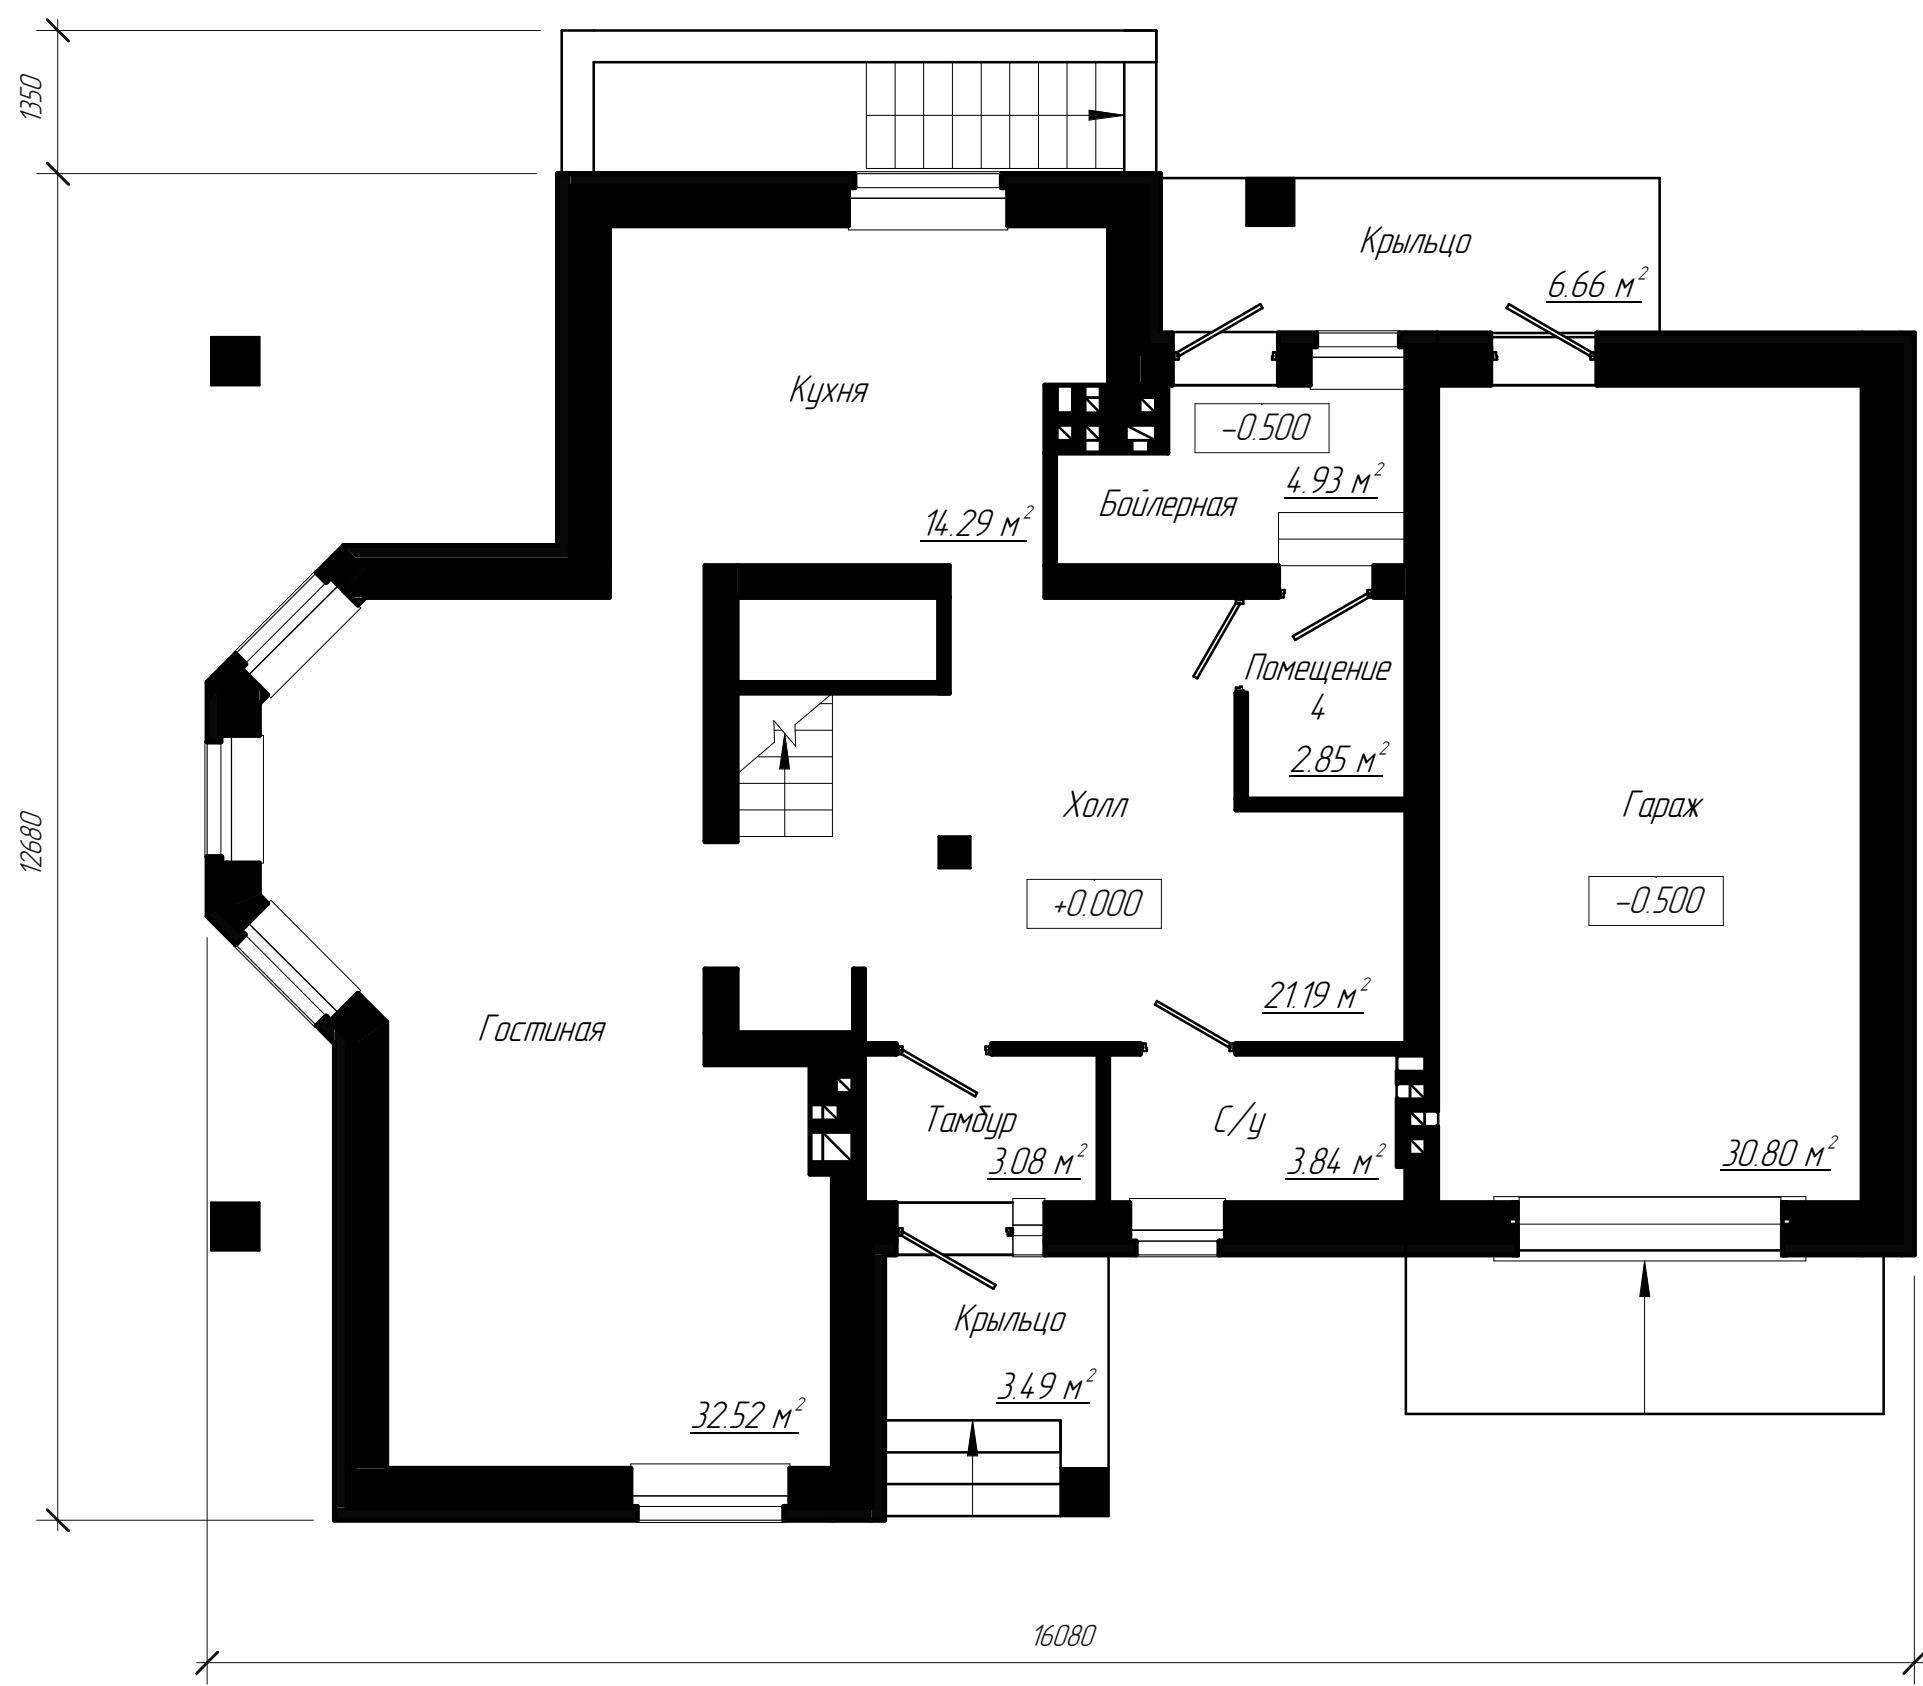 1350
Крыльцо
6.66 м²
Кухня
-0.500
4.93 м²
Бойлерная
14.29 м²
Помещение
4
2.85 м²
Холл
Гараж
12680
+0.000
-0.500
21.19 м²
Гостиная
Тамбур
3.08 м²
С/у
3.84 м²
30.80 м²
Крыльцо
3.49 м²
32.52 м²
16080